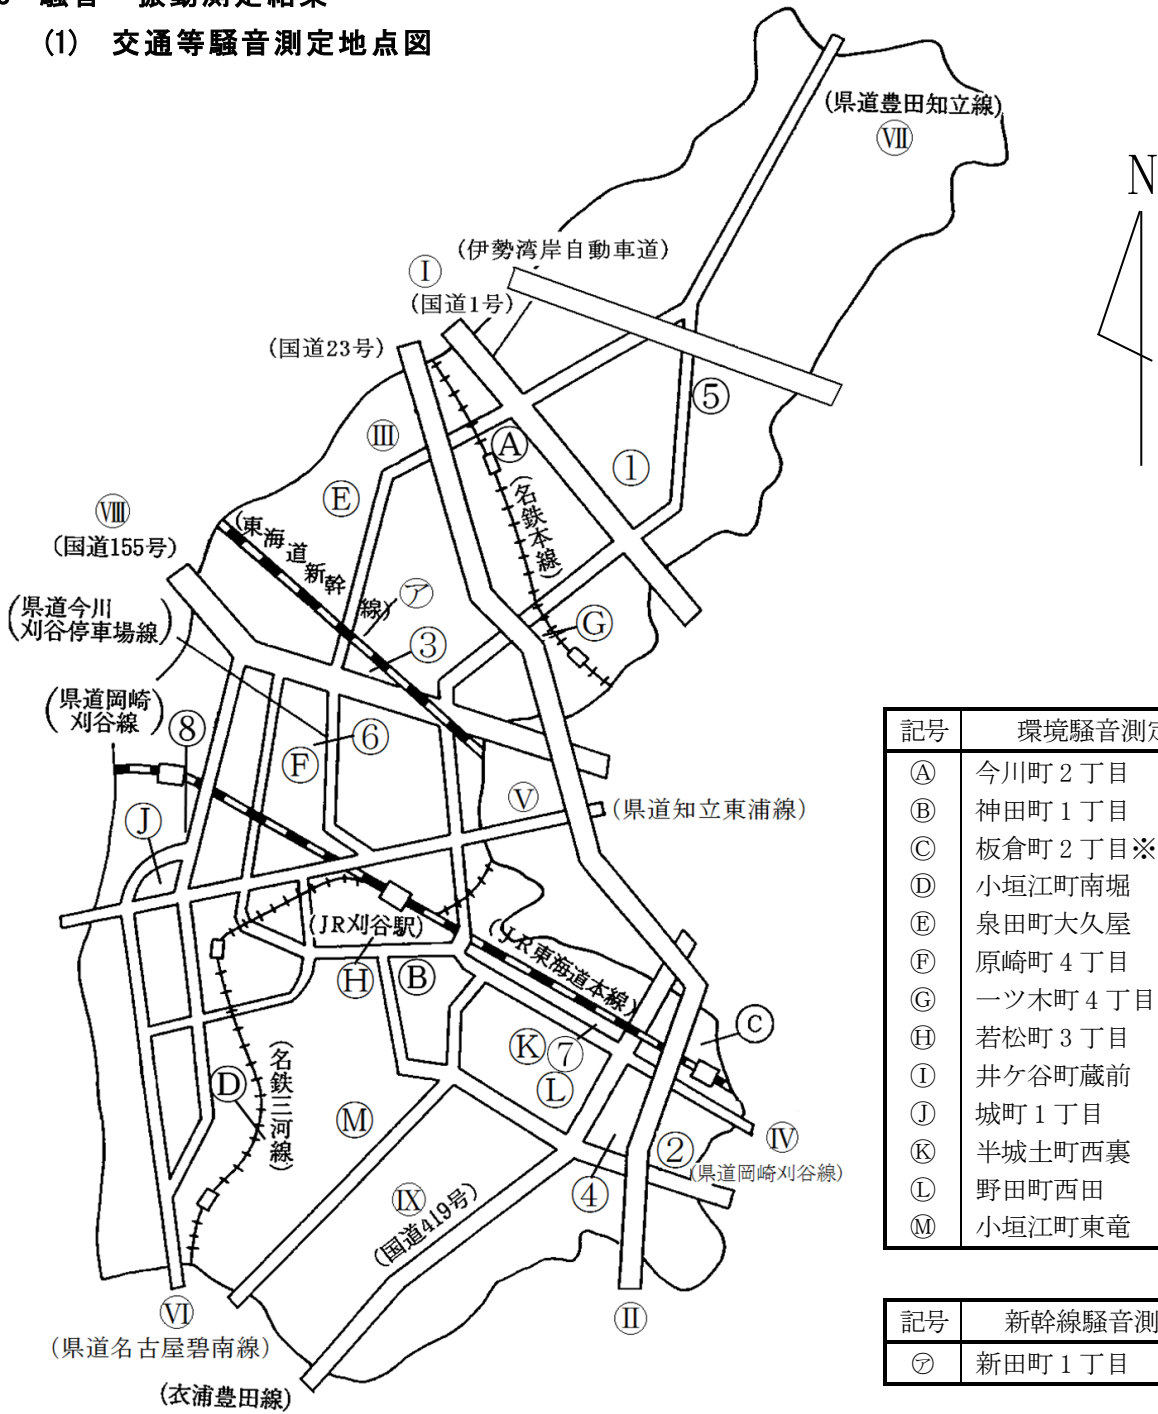 騒音・振動測定結果
(1) 交通等騒音測定地点図
(県道豊田知立線)
Ⅶ
N
(伊勢湾岸自動車道)
Ⅰ
(国道1号)
(国道23号)
⑤
Ⅲ
Ⓐ
①
Ⓔ
(名鉄本線)
Ⅷ
(国道155号)
(東海道新幹線)
㋐
(県道今川
刈谷停車場線)
Ⓖ
③
(県道岡崎
刈谷線)
⑧
⑥
Ⓕ
Ⅴ
(県道知立東浦線)
Ⓙ
(JR刈谷駅)
(JR東海道本線)
Ⓗ
Ⓑ
Ⓒ
Ⓚ
⑦
Ⓛ
(名鉄三河線)
Ⓓ
Ⓜ
②
Ⅳ
(県道岡崎刈谷線)
④
Ⅸ
(国道419号)
Ⅵ
Ⅱ
(県道名古屋碧南線)
(衣浦豊田線)
記号 環境騒音測
Ⓐ 今川町２丁目
Ⓑ 神田町１丁目
Ⓒ 板倉町２丁目※
Ⓓ 小垣江町南堀
Ⓔ 泉田町大久屋
Ⓕ 原崎町４丁目
Ⓖ 一ツ木町４丁目
Ⓗ 若松町３丁目
Ⓘ 井ケ谷町蔵前
Ⓙ 城町１丁目
Ⓚ 半城土町西裏
Ⓛ 野田町西田
Ⓜ 小垣江町東竜
記号 新幹線騒音測
㋐ 新田町１丁目